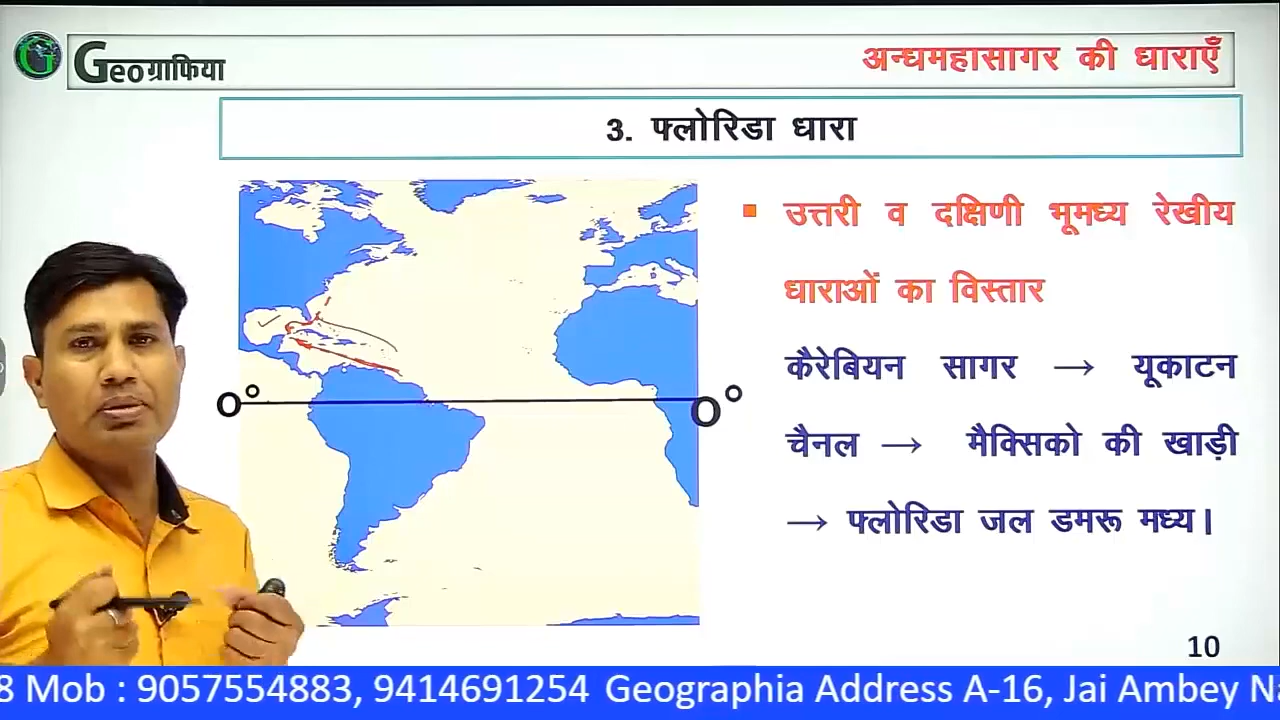 Geoग्राफिया
अन्धमहासागर की धाराएँ
3. फ्लोरिडा धारा
उत्तरी व दक्षिणी भूमध्य रेखीय
धाराओं का विस्तार
कैरेबियन सागर → यूकाटन
चैनल → मैक्सिको की खाड़ी
→ फ्लोरिडा जल डमरू मध्य।
0° 0°
10
8 Mob : 9057554883, 9414691254 Geographia Address A-16, Jai Ambey